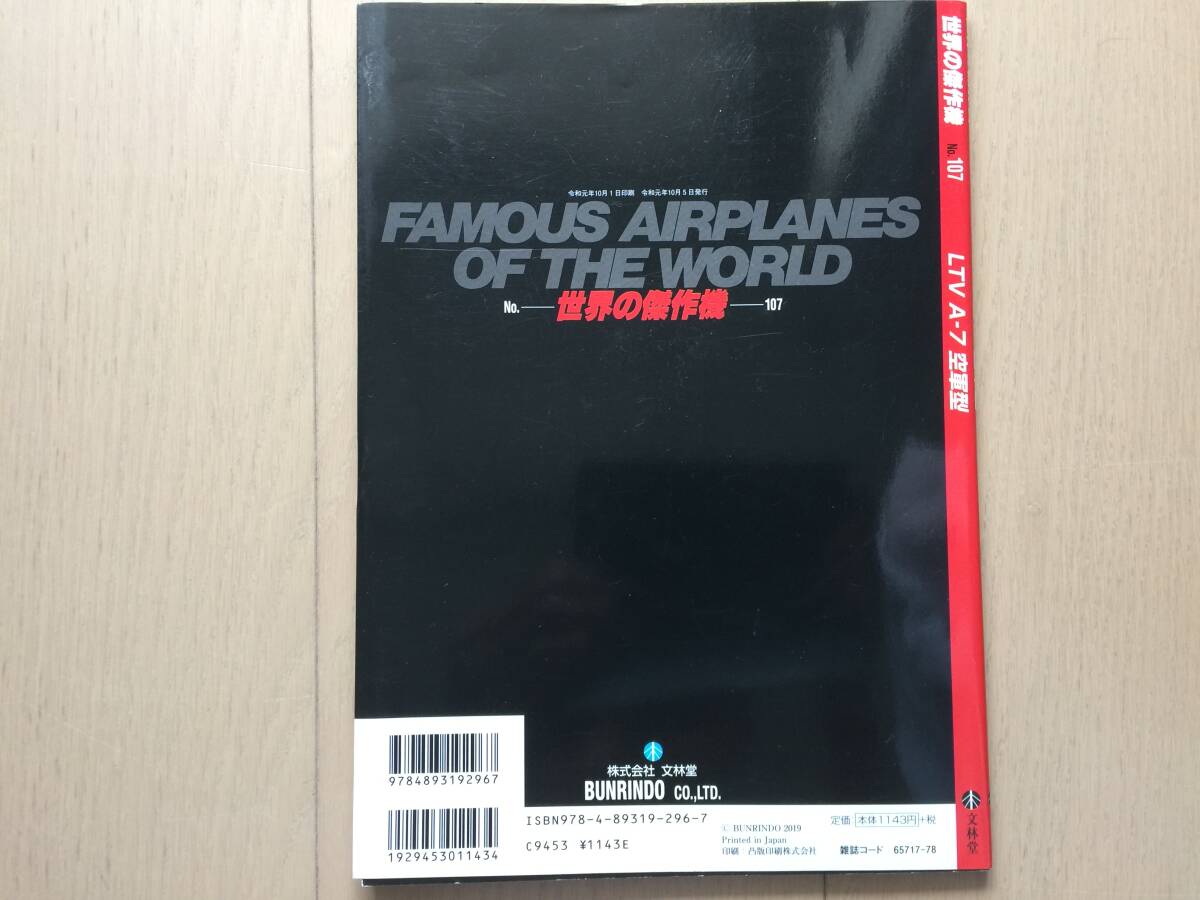 令和元年10月1日印刷 令和元年10月5日発行
FAMOUS AIRPLANES
OF THE WORLD
No. 世界の傑作機 107
9784893192967
1929453011434
株式会社 文林堂
BUNRINDO CO.,LTD.
ISBN978-4-89319-296-7
C9453 ¥1143E
© BUNRINDO 2019
Printed in Japan
印刷/凸版印刷株式会社
定価 本体1143円+税
雑誌コード 65717-78
世界の傑作機 No.107 LTV A-7 空軍型 文林堂